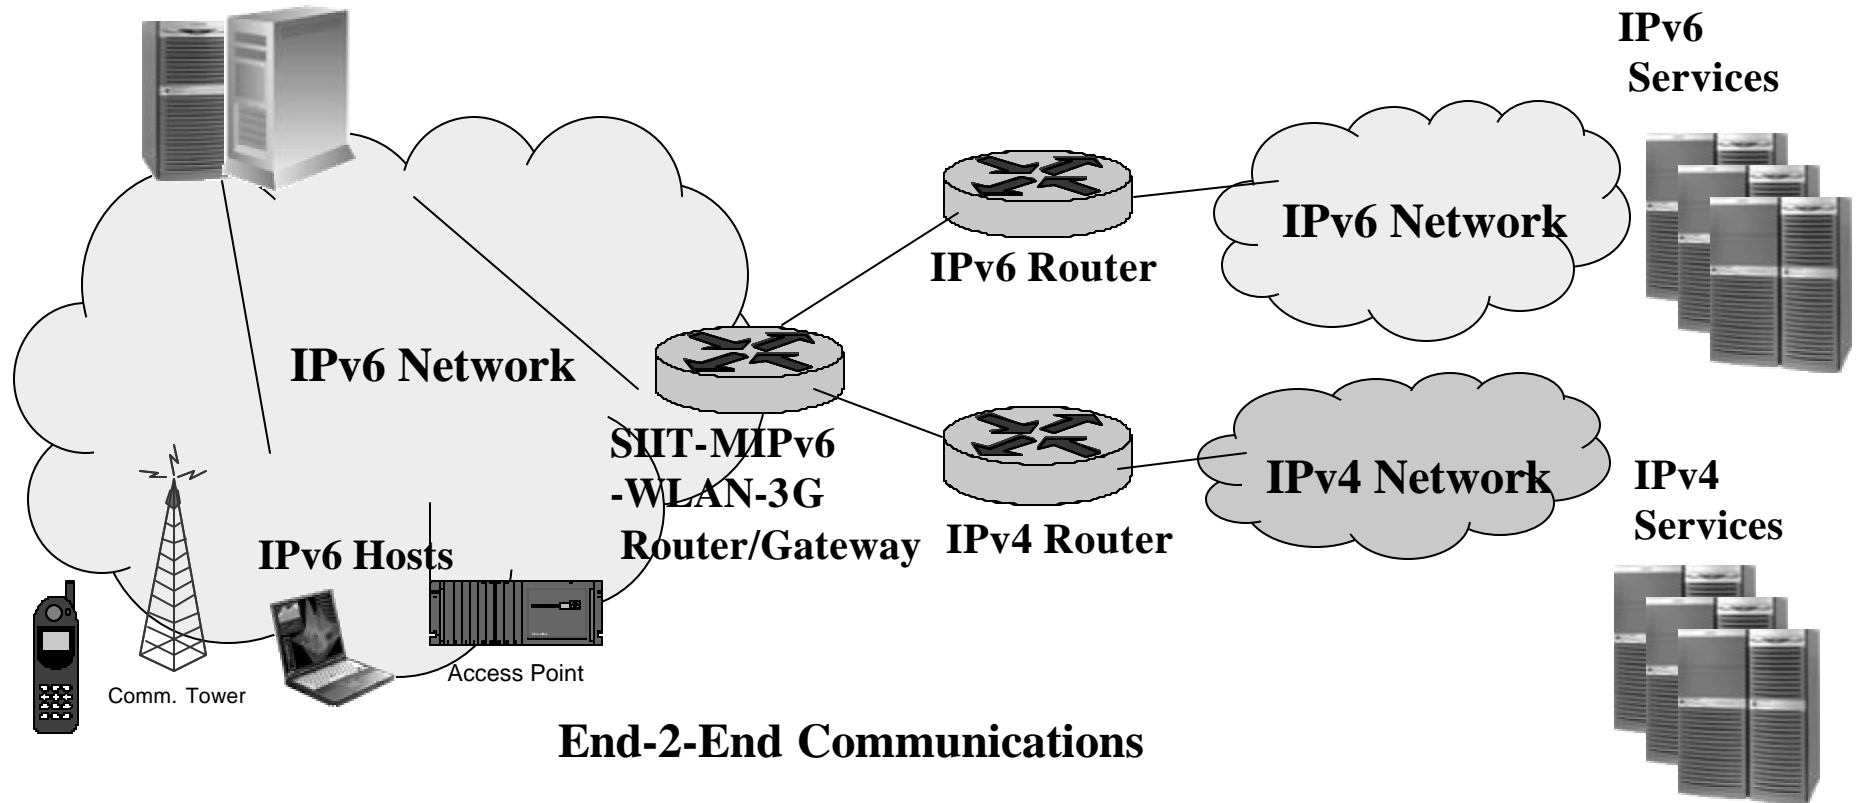 IPv6
Services
IPv6 Network
IPv6 Router
IPv6 Network
SIIT-MIPv6
-WLAN-3G
Router/Gateway
IPv4 Network
IPv4
Services
IPv4 Router
IPv6 Hosts
Access Point
Comm. Tower
End-2-End Communications